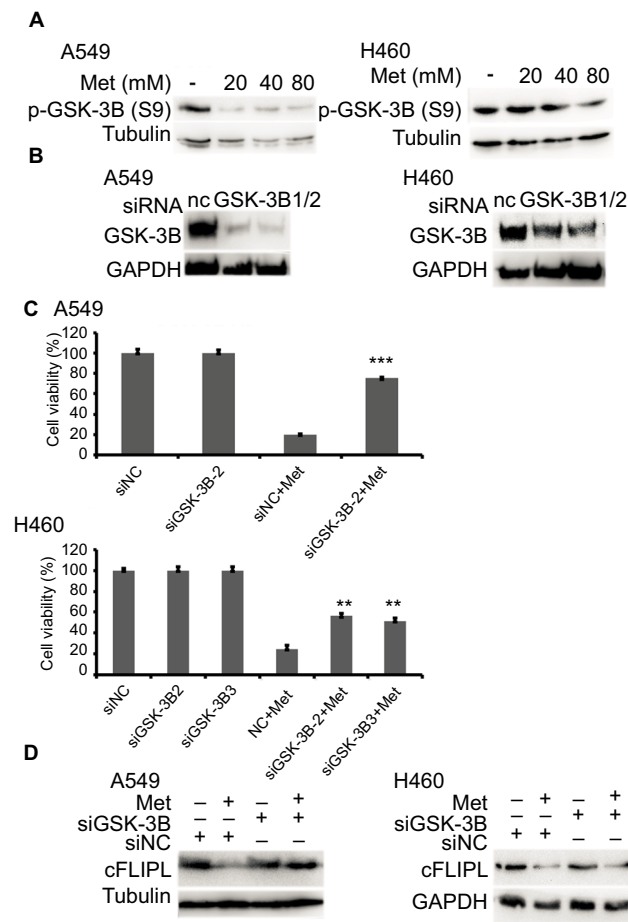 A
A549
Met (mM) - 20 40 80
p-GSK-3B (S9)
Tubulin
H460
Met (mM) - 20 40 80
p-GSK-3B (S9)
Tubulin
B
A549
siRNA nc GSK-3B1/2
GSK-3B
GAPDH
H460
siRNA nc GSK-3B1/2
GSK-3B
GAPDH
C A549
Cell viability (%)
120
100
80
60
40
20
0
***
siNC
siGSK-3B-2
siNC+Met
siGSK-3B-2+Met
H460
Cell viability (%)
120
100
80
60
40
20
0
** **
siNC
siGSK-3B2
siGSK-3B3
NC+Met
siGSK-3B-2+Met
siGSK-3B3+Met
D
A549
Met – + – +
siGSK-3B – – + +
siNC + + – –
cFLIPL
Tubulin
H460
Met – + – +
siGSK-3B – – + +
siNC + + – –
cFLIPL
GAPDH